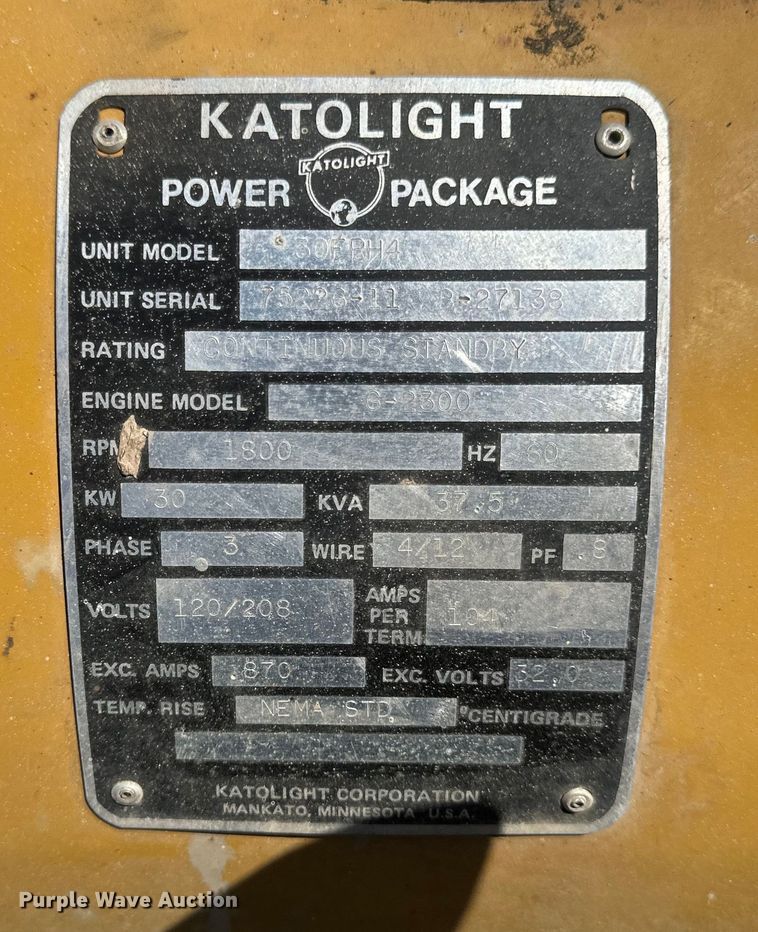 KATOLIGHT
KATOLIGHT
POWER PACKAGE
UNIT MODEL 30FBH4
UNIT SERIAL
RATING CONTINUOUS STANDBY
ENGINE MODEL G-2300
RPM 1800 HZ 60
KW 30 KVA 37.5
PHASE 3 WIRE 4/12 PF .8
VOLTS 120/208 AMPS PER TERM. 104
EXC. AMPS .870 EXC. VOLTS 32.0
TEMP. RISE NEMA STD. °CENTIGRADE
KATOLIGHT CORPORATION
MANKATO, MINNESOTA U.S.A.
Purple Wave Auction